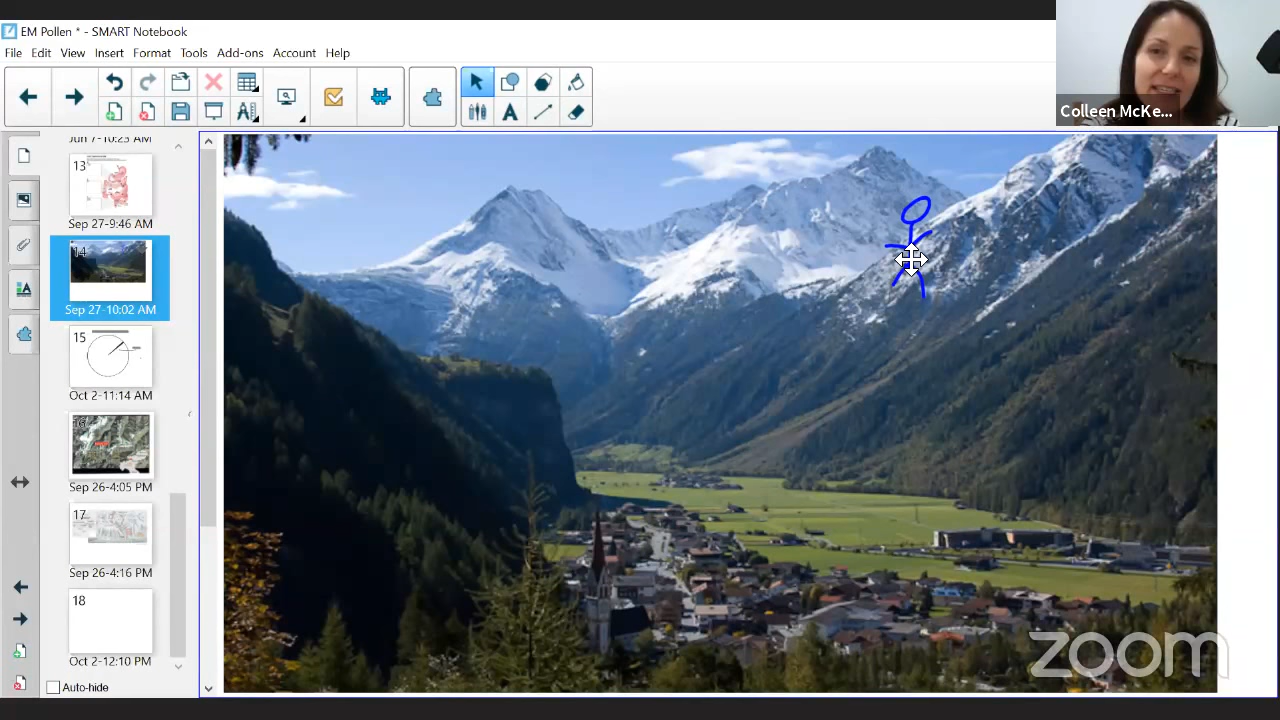 EM Pollen * - SMART Notebook
File Edit View Insert Format Tools Add-ons Account Help
Colleen McKe...
Jun 7-10:25 AM
13
Sep 27-9:46 AM
14
Sep 27-10:02 AM
15
Oct 2-11:14 AM
16
Sep 26-4:05 PM
17
Sep 26-4:16 PM
18
Oct 2-12:10 PM
Auto-hide
zoom